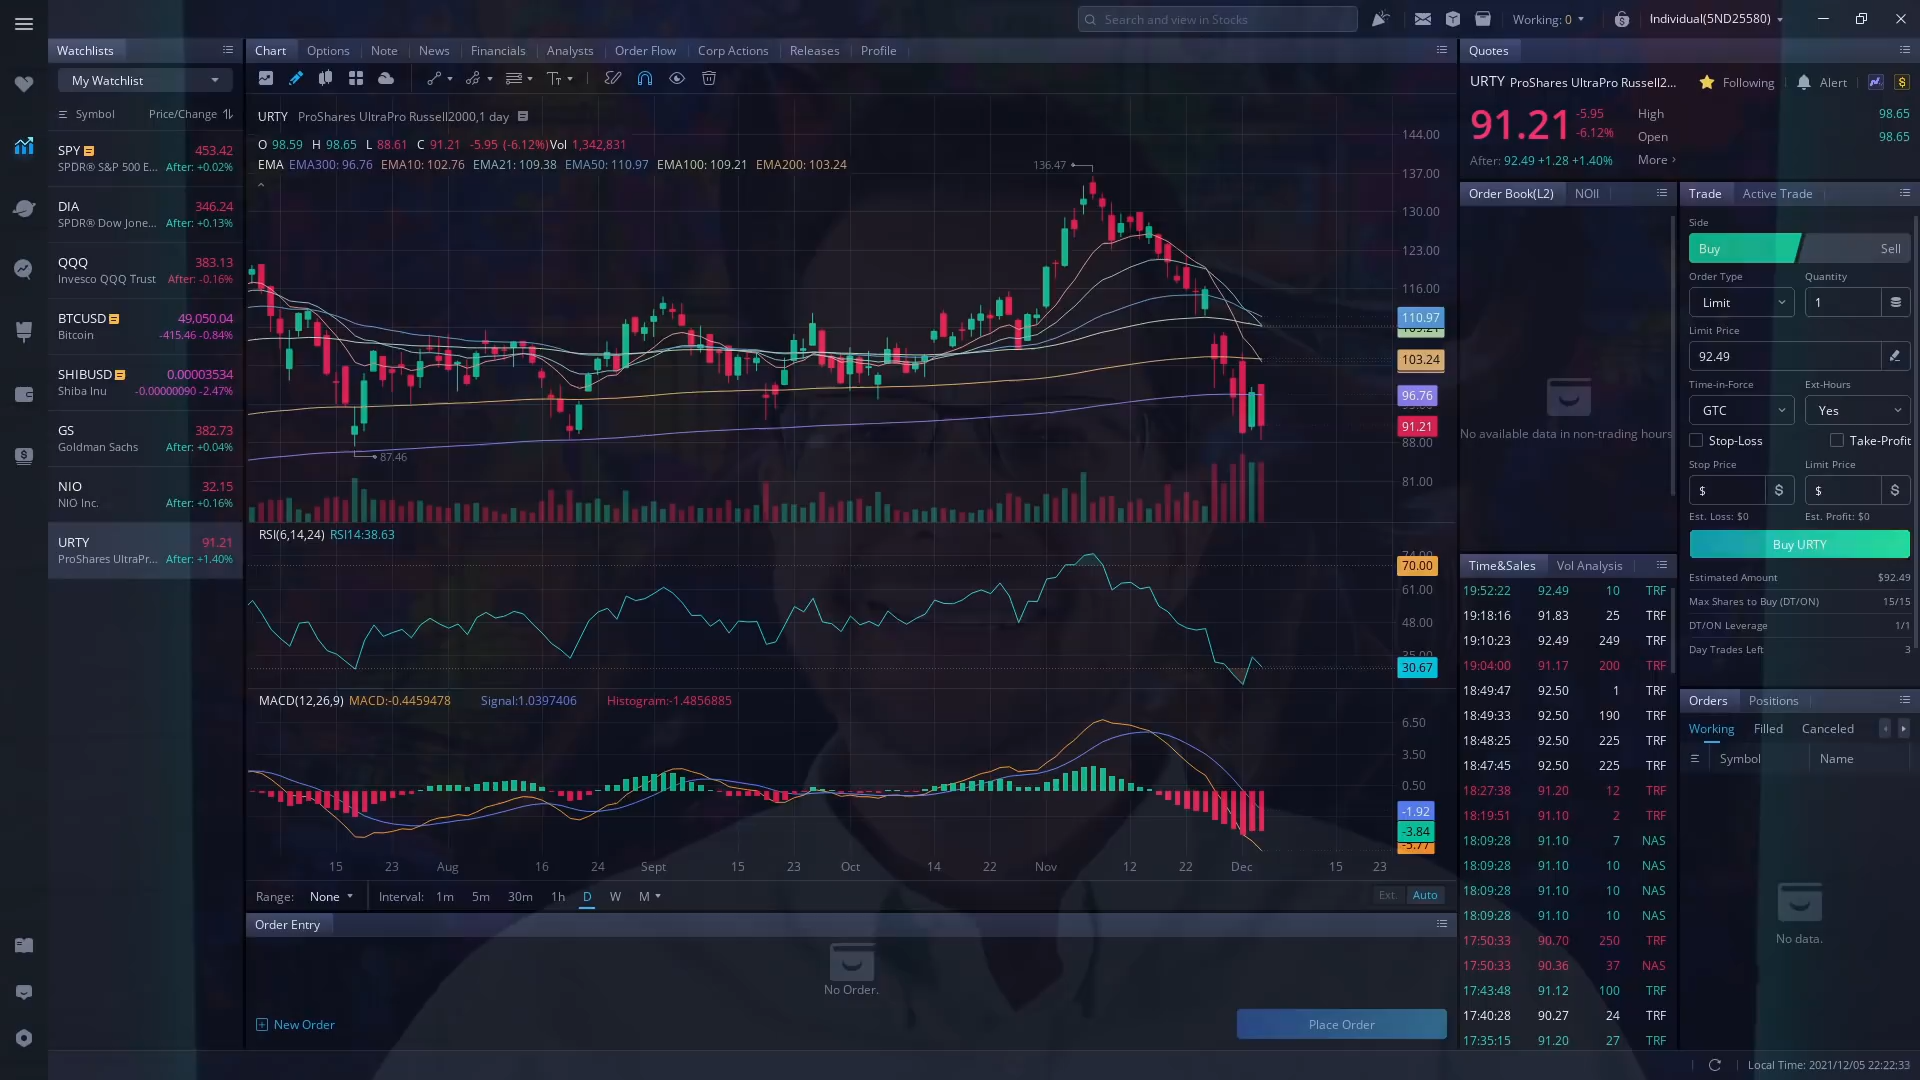 Search and view in Stocks
Working: 0
Individual(5ND25580)
Watchlists
My Watchlist
Symbol Price/Change
SPY 453.42
SPDR® S&P 500 E... After: +0.02%
DIA 346.24
SPDR® Dow Jone... After: +0.13%
QQQ 383.13
Invesco QQQ Trust After: -0.16%
BTCUSD 49,050.04
Bitcoin -415.46 -0.84%
SHIBUSD 0.00003534
Shiba Inu -0.00000090 -2.47%
GS 382.73
Goldman Sachs After: +0.04%
NIO 32.15
NIO Inc. After: +0.16%
URTY 91.21
ProShares UltraPr... After: +1.40%
Chart Options Note News Financials Analysts Order Flow Corp Actions Releases Profile
URTY ProShares UltraPro Russell2000,1 day
O 98.59 H 98.65 L 88.61 C 91.21 -5.95 (-6.12%) Vol 1,342,831
EMA EMA300: 96.76 EMA10: 102.76 EMA21: 109.38 EMA50: 110.97 EMA100: 109.21 EMA200: 103.24
136.47
87.46
144.00
137.00
130.00
123.00
116.00
110.97
109.21
103.24
96.76
91.21
88.00
81.00
RSI(6,14,24) RSI14:38.63
74.00
70.00
61.00
48.00
35.00
30.67
MACD(12,26,9) MACD:-0.4459478 Signal:1.0397406 Histogram:-1.4856885
6.50
3.50
0.50
-1.92
-3.84
-5.77
15 23 Aug 16 24 Sept 15 23 Oct 14 22 Nov 12 22 Dec 15 23
Range: None Interval: 1m 5m 30m 1h D W M Ext. Auto
Order Entry
No Order.
New Order
Place Order
Quotes
URTY ProShares UltraPro Russell2... Following Alert
91.21 -5.95 -6.12%
High 98.65
Open 98.65
After: 92.49 +1.28 +1.40% More
Order Book(L2) NOII
No available data in non-trading hours
Time&Sales Vol Analysis
19:52:22 92.49 10 TRF
19:18:16 91.83 25 TRF
19:10:23 92.49 249 TRF
19:04:00 91.17 200 TRF
18:49:47 92.50 1 TRF
18:49:33 92.50 190 TRF
18:48:25 92.50 225 TRF
18:47:45 92.50 225 TRF
18:27:38 91.20 12 TRF
18:19:51 91.10 2 TRF
18:09:28 91.10 7 NAS
18:09:28 91.10 10 NAS
18:09:28 91.10 10 NAS
18:09:28 91.10 10 NAS
17:50:33 90.70 250 TRF
17:50:33 90.36 37 NAS
17:43:48 91.12 100 TRF
17:40:28 90.27 24 TRF
17:35:15 91.20 27 TRF
Trade Active Trade
Side
Buy Sell
Order Type Quantity
Limit 1
Limit Price
92.49
Time-in-Force Ext-Hours
GTC Yes
Stop-Loss Take-Profit
Stop Price Limit Price
$ $ $ $
Est. Loss: $0 Est. Profit: $0
Buy URTY
Estimated Amount $92.49
Max Shares to Buy (DT/ON) 15/15
DT/ON Leverage 1/1
Day Trades Left 3
Orders Positions
Working Filled Canceled
Symbol Name
No data.
Local Time: 2021/12/05 22:22:33